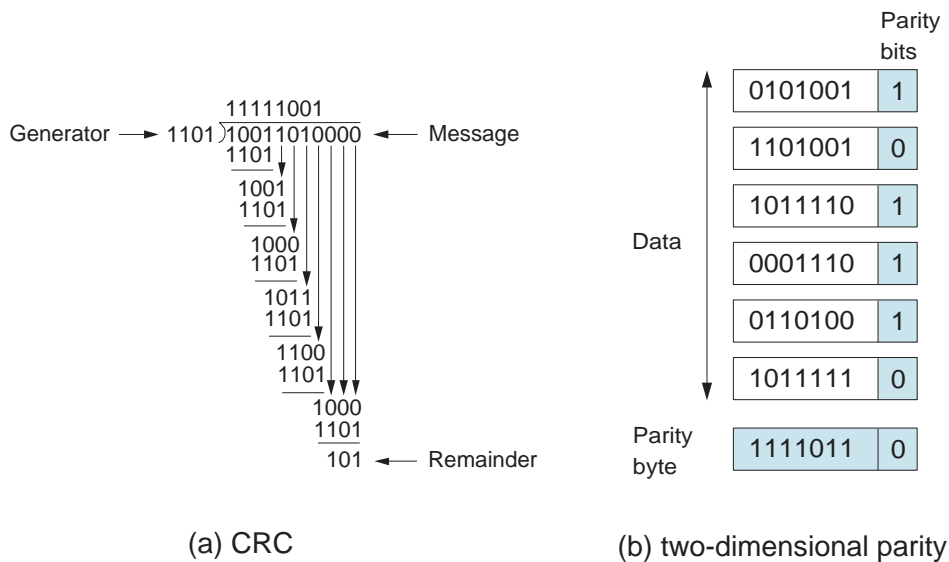 11111001
Generator 1101 10011010000 Message
1101
1001
1101
1000
1101
1011
1101
1100
1101
1000
1101
101 Remainder
(a) CRC
Parity
bits
0101001 1
1101001 0
1011110 1
Data
0001110 1
0110100 1
1011111 0
Parity
byte
1111011 0
(b) two-dimensional parity